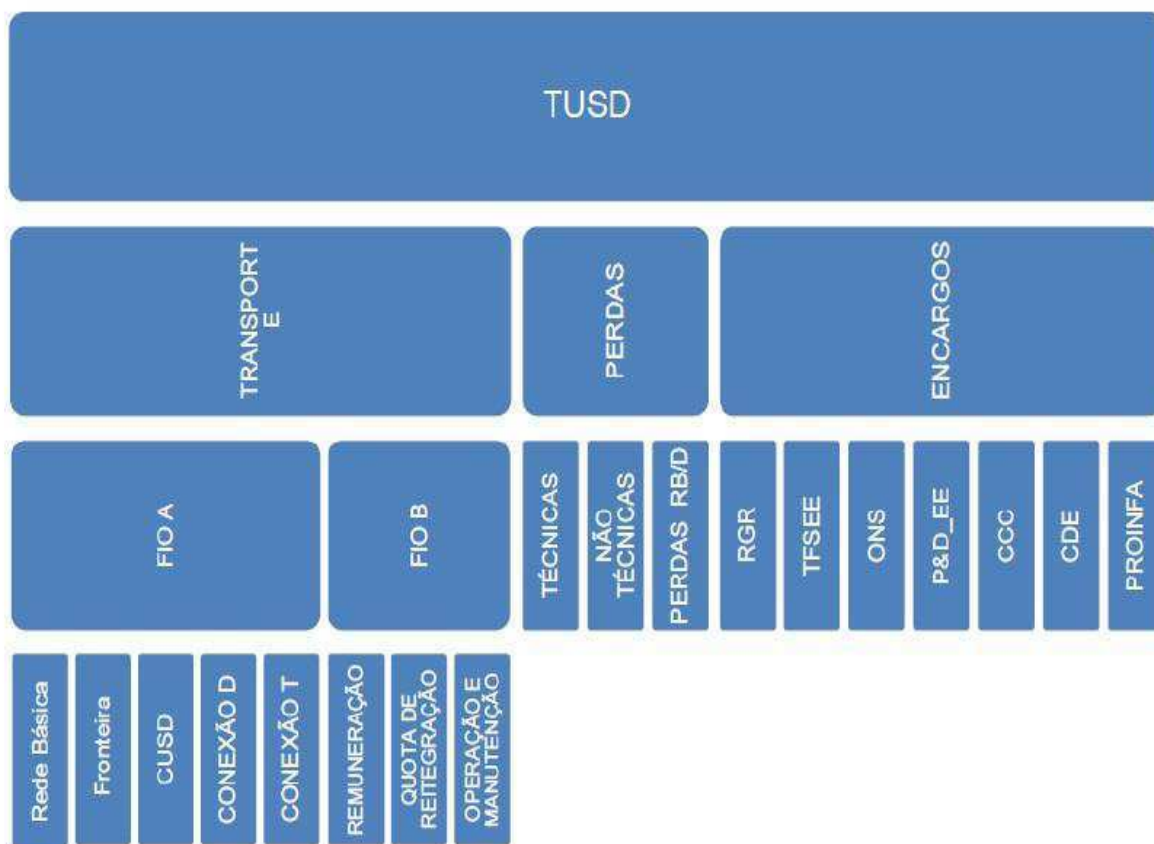 TUSD
TRANSPORT
E
PERDAS
ENCARGOS
FIO A
FIO B
TÉCNICAS
NÃO
TÉCNICAS
PERDAS RB/D
RGR
TFSEE
ONS
P&D_EE
CCC
CDE
PROINFA
Rede Básica
Fronteira
CUSD
CONEXÃO D
CONEXÃO T
REMUNERAÇÃO
QUOTA DE
REITEGRAÇÃO
OPERAÇÃO E
MANUTENÇÃO